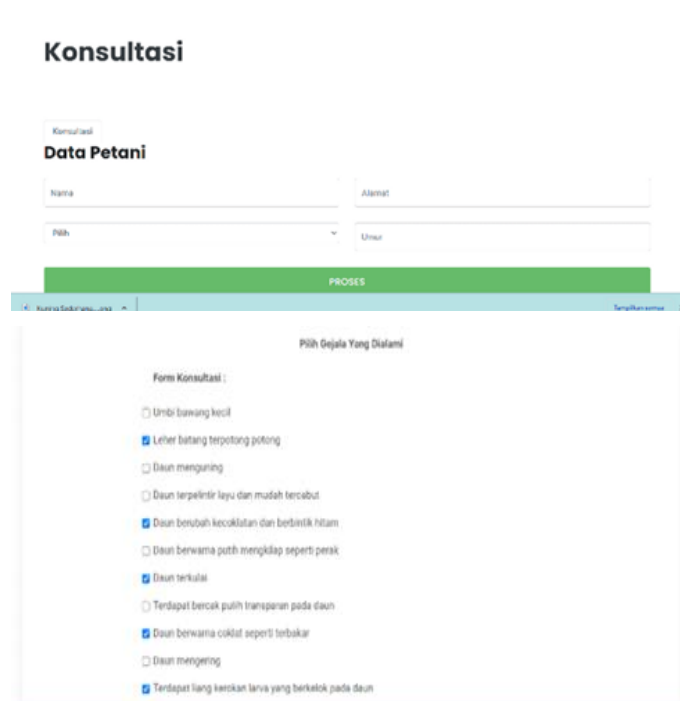 Konsultasi
Konsultasi
Data Petani
Nama
Alamat
Pilih
Umur
PROSES
Pilih Gejala Yang Dialami
Form Konsultasi :
Umbi bawang kecil
Leher batang terpotong potong
Daun menguning
Daun terpelintir layu dan mudah tercabut
Daun berubah kecoklatan dan berbintik hitam
Daun berwarna putih mengkilap seperti perak
Daun terkulai
Terdapat bercak putih transparan pada daun
Daun berwarna coklat seperti terbakar
Daun mengering
Terdapat liang kerokan larva yang berkelok pada daun